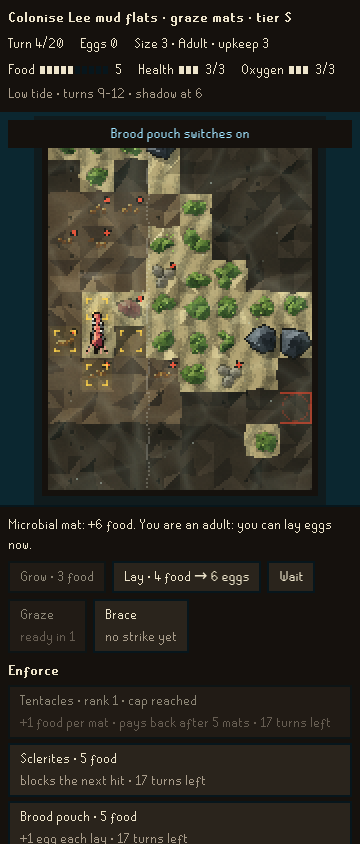 Colonise Lee mud flats · graze mats · tier S
Turn 4/20 Eggs 0 Size 3 · Adult · upkeep 3
Food 5 Health 3/3 Oxygen 3/3
Low tide · turns 9–12 · shadow at 6
Brood pouch switches on
Microbial mat: +6 food. You are an adult: you can lay eggs
now.
Grow · 3 food Lay · 4 food → 6 eggs Wait
Graze Brace
ready in 1 no strike yet
Enforce
Tentacles · rank 1 · cap reached
+1 food per mat · pays back after 5 mats · 17 turns left
Sclerites · 5 food
blocks the next hit · 17 turns left
Brood pouch · 5 food
+1 egg each lay · 17 turns left